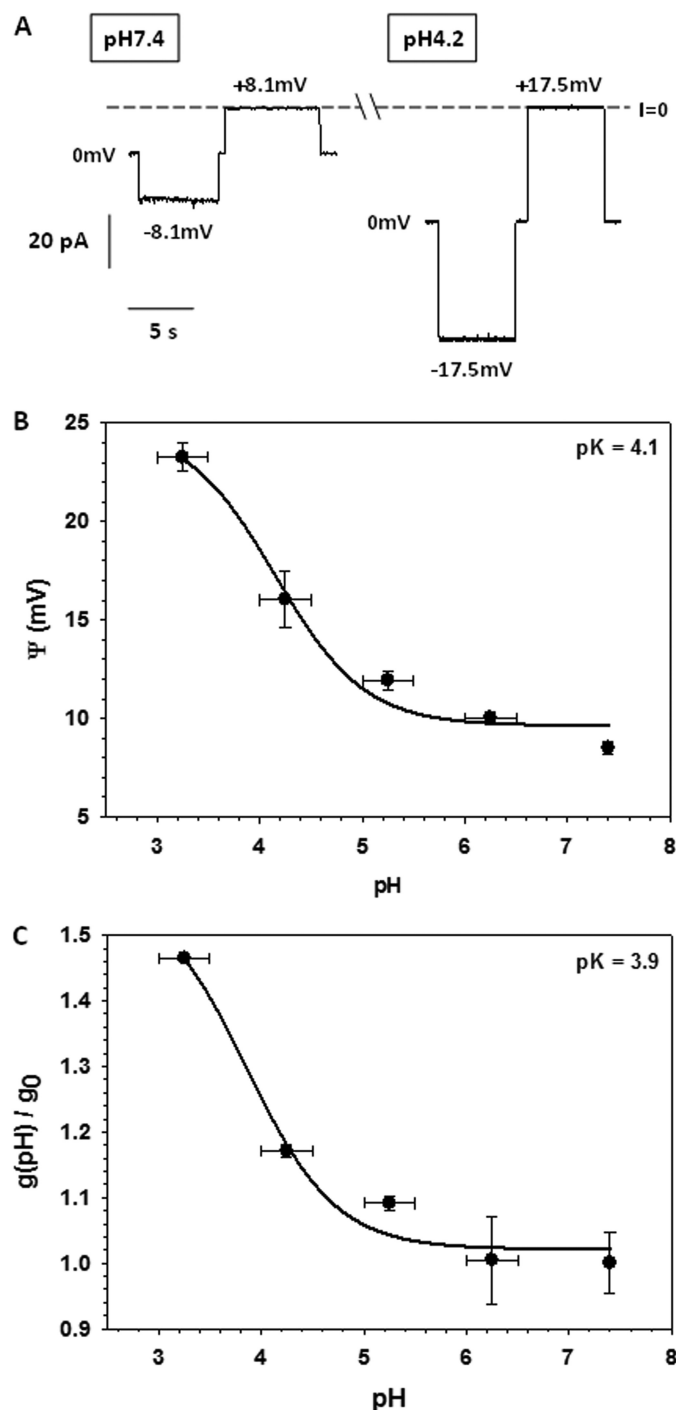 A
pH7.4
pH4.2
+8.1mV
+17.5mV
I=0
0mV
0mV
20 pA
-8.1mV
5 s
-17.5mV
B
25
20
15
10
5
Ψ (mV)
pK = 4.1
3 4 5 6 7 8
pH
C
1.5
1.4
1.3
1.2
1.1
1.0
0.9
g(pH) / g0
pK = 3.9
3 4 5 6 7 8
pH